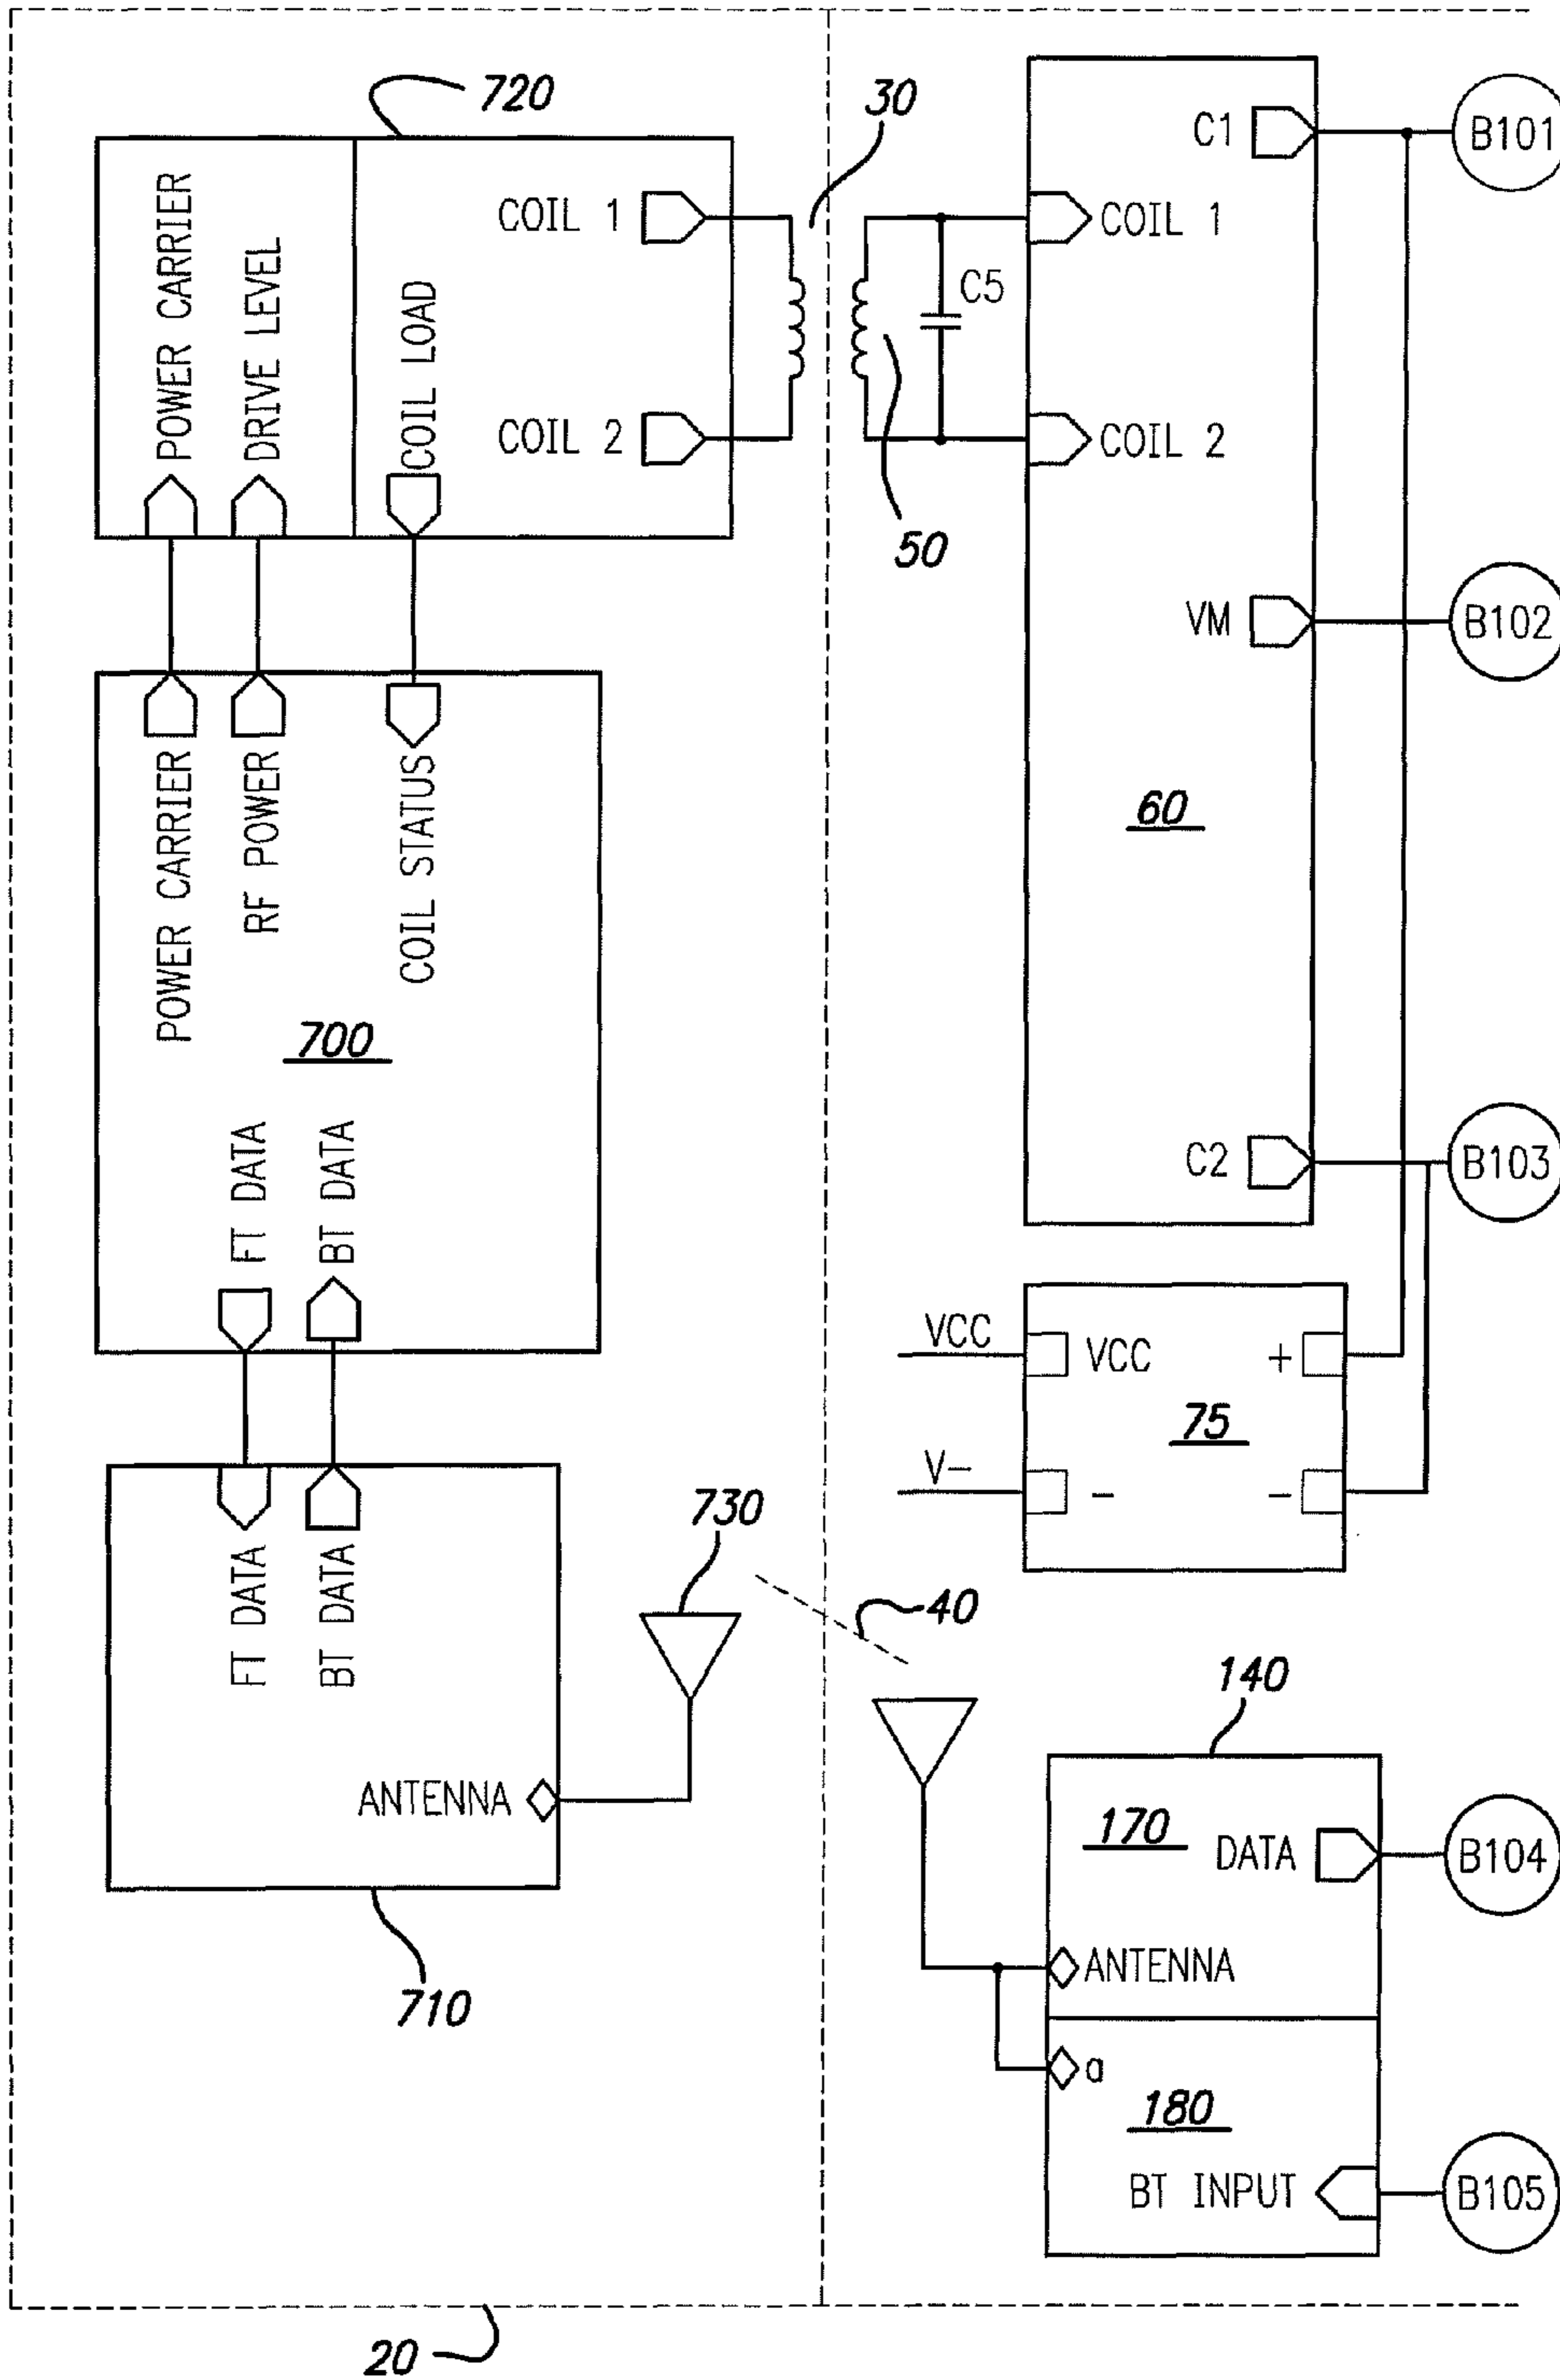 720
30
POWER CARRIER
DRIVE LEVEL
COIL LOAD
COIL 1
COIL 2
C5
50
C1
COIL 1
COIL 2
VM
60
C2
B101
B102
B103
POWER CARRIER
RF POWER
COIL STATUS
700
FT DATA
BT DATA
VCC
VCC
+
75
V-
-
-
FT DATA
BT DATA
ANTENNA
730
40
710
140
170
DATA
B104
ANTENNA
a
180
BT INPUT
B105
20